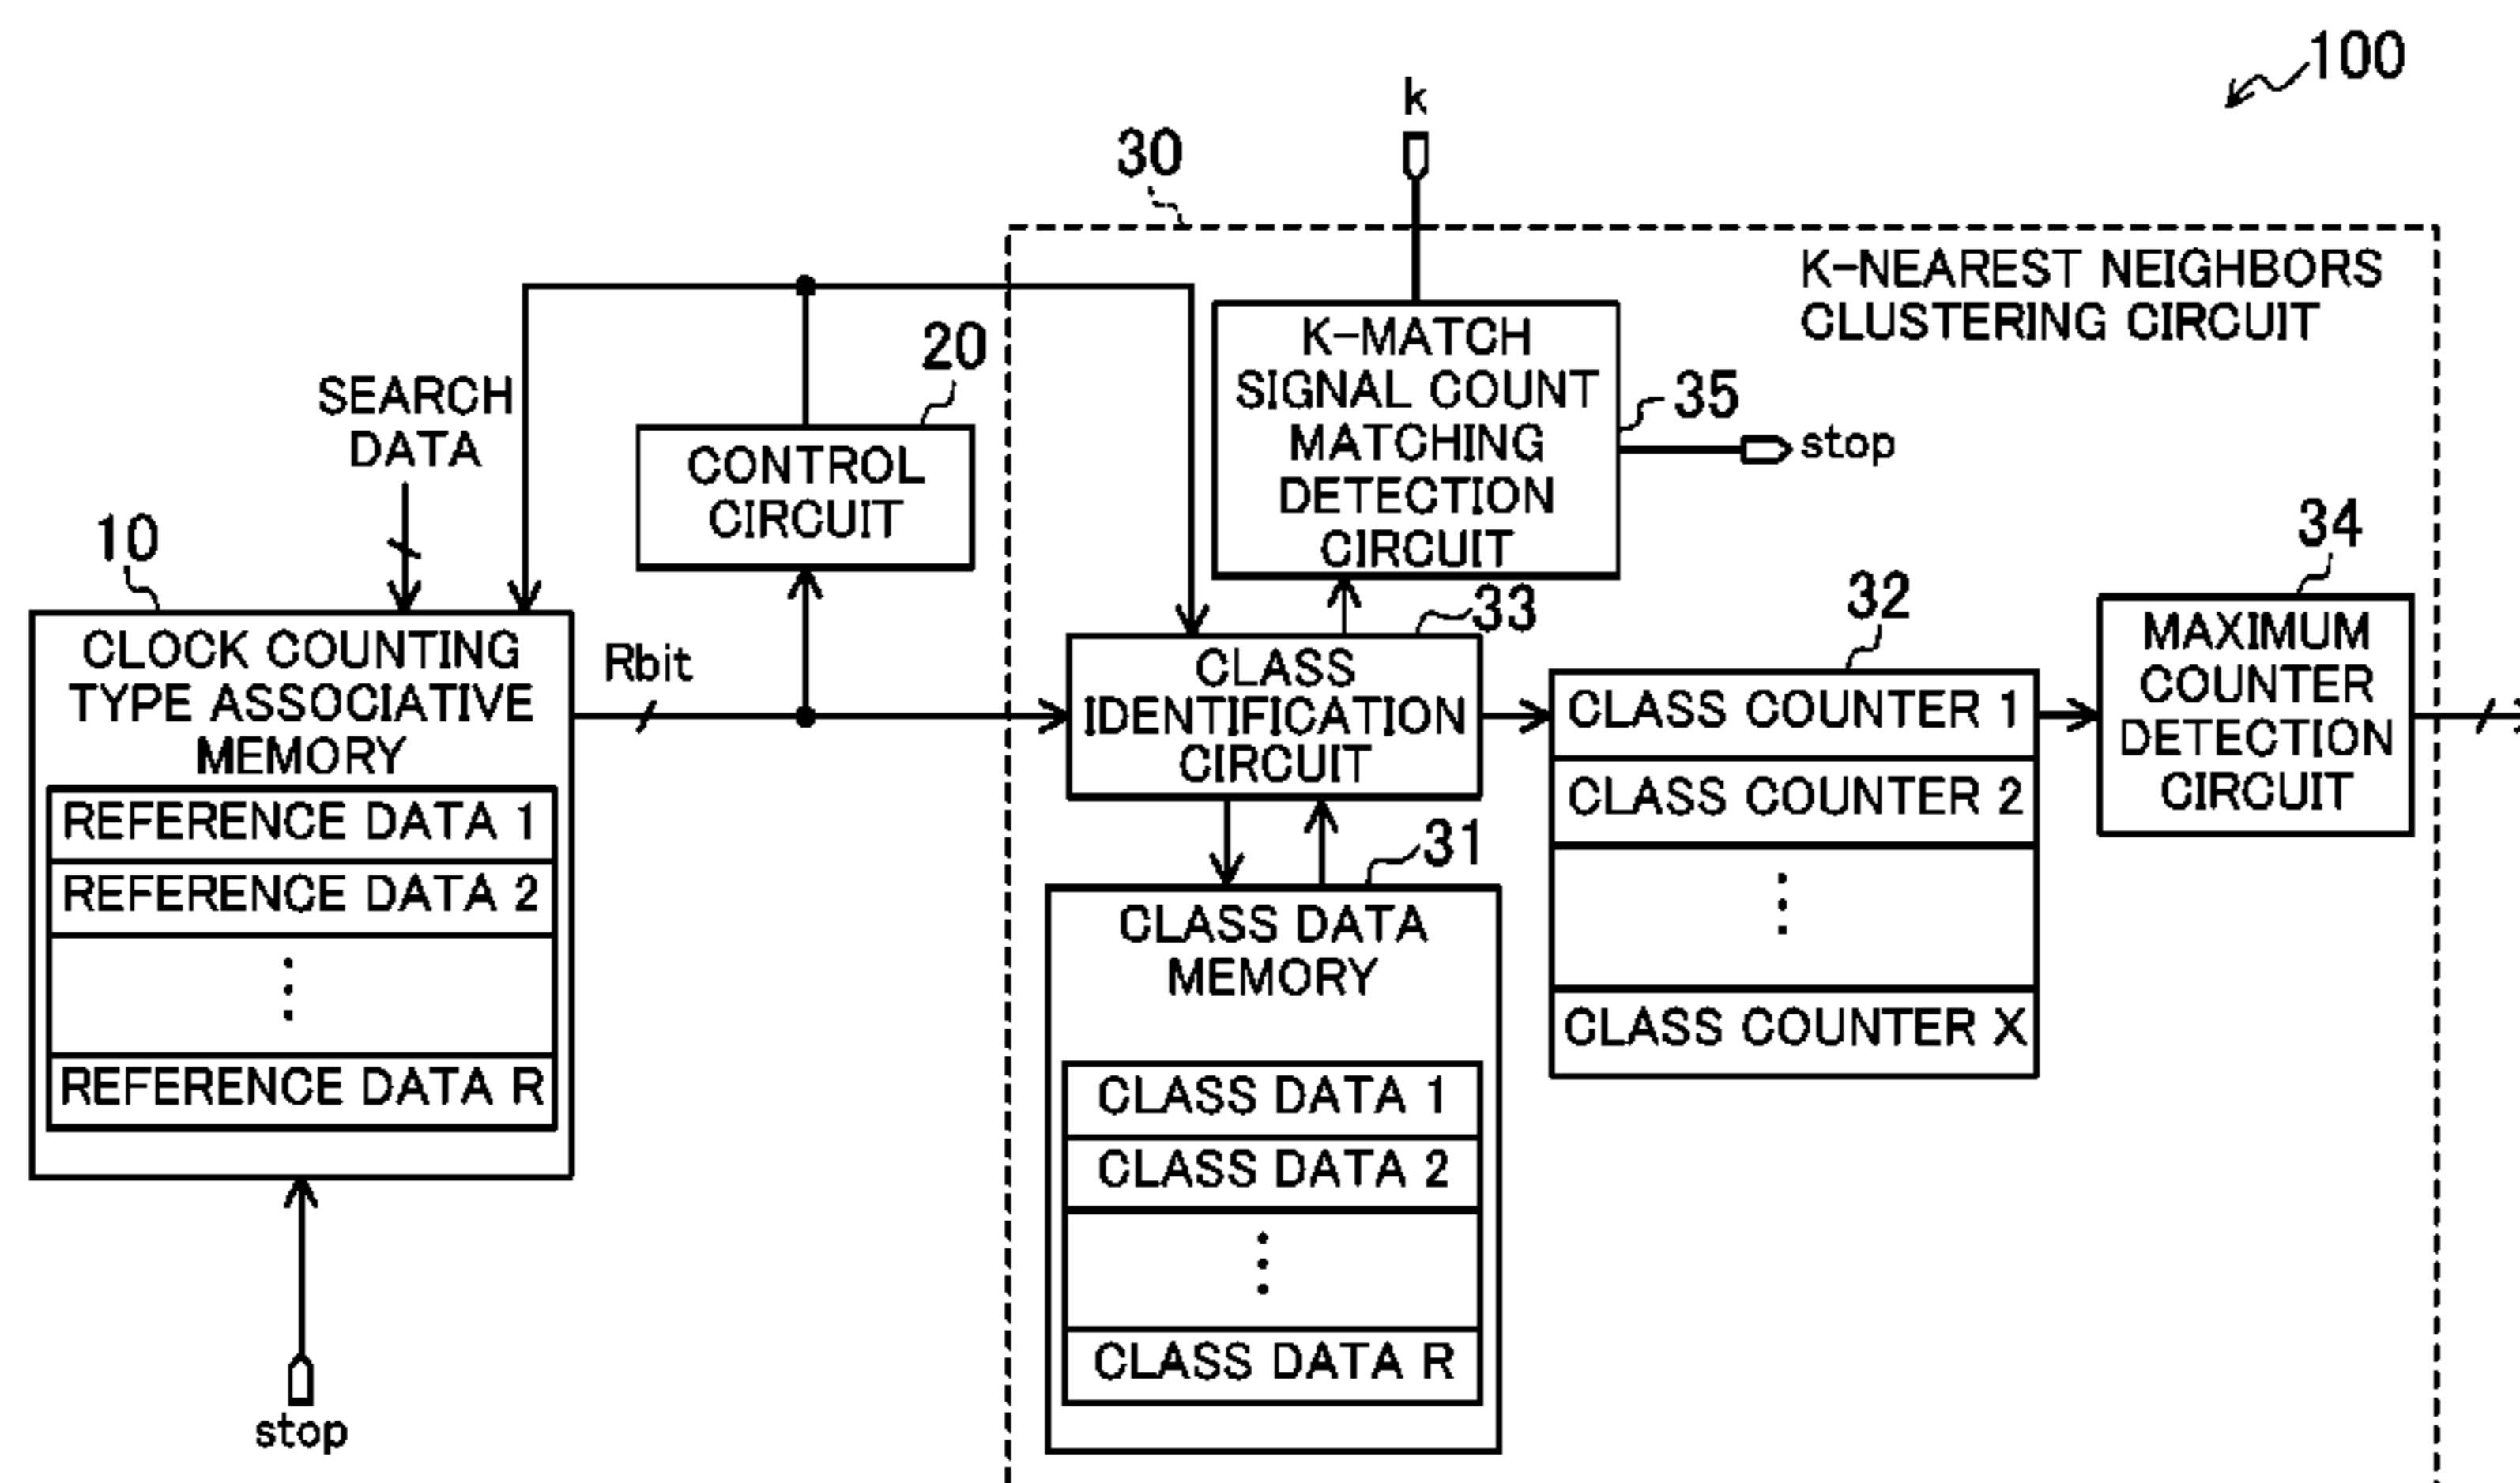 100
k
30
K-NEAREST NEIGHBORS
CLUSTERING CIRCUIT
K-MATCH
SIGNAL COUNT
MATCHING
DETECTION
CIRCUIT
35
stop
20
CONTROL
CIRCUIT
SEARCH
DATA
10
CLOCK COUNTING
TYPE ASSOCIATIVE
MEMORY
REFERENCE DATA 1
REFERENCE DATA 2
⋮
REFERENCE DATA R
stop
Rbit
33
CLASS
IDENTIFICATION
CIRCUIT
31
CLASS DATA
MEMORY
CLASS DATA 1
CLASS DATA 2
⋮
CLASS DATA R
32
CLASS COUNTER 1
CLASS COUNTER 2
⋮
CLASS COUNTER X
34
MAXIMUM
COUNTER
DETECTION
CIRCUIT